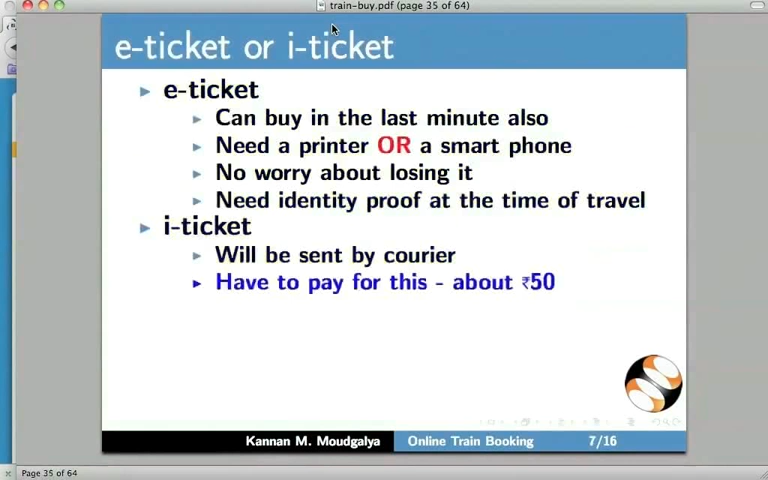 train-buy.pdf (page 35 of 64)
e-ticket or i-ticket
e-ticket
Can buy in the last minute also
Need a printer OR a smart phone
No worry about losing it
Need identity proof at the time of travel
i-ticket
Will be sent by courier
Have to pay for this - about ₹50
Kannan M. Moudgalya Online Train Booking 7/16
Page 35 of 64